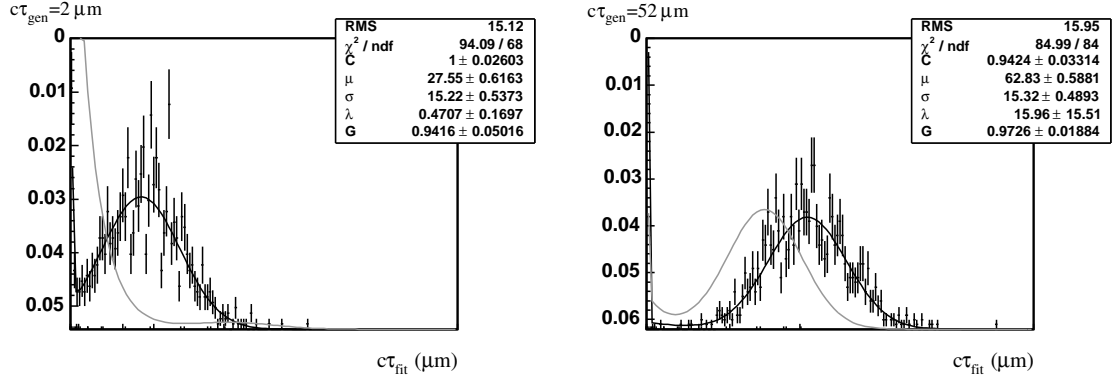 cτgen=2 μm
RMS 15.12
χ² / ndf 94.09 / 68
C 1 ± 0.02603
μ 27.55 ± 0.6163
σ 15.22 ± 0.5373
λ 0.4707 ± 0.1697
G 0.9416 ± 0.05016
0
0.01
0.02
0.03
0.04
0.05
cτfit (μm)
cτgen=52 μm
RMS 15.95
χ² / ndf 84.99 / 84
C 0.9424 ± 0.03314
μ 62.83 ± 0.5881
σ 15.32 ± 0.4893
λ 15.96 ± 15.51
G 0.9726 ± 0.01884
0
0.01
0.02
0.03
0.04
0.05
0.06
cτfit (μm)